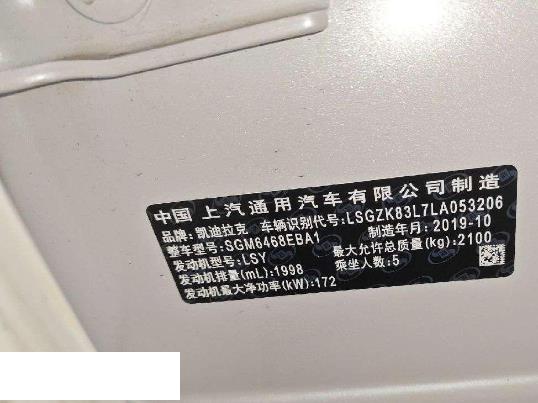 中国 上汽通用汽车有限公司制造
品牌:凯迪拉克 车辆识别代号:LSGZK83L7LA053206
整车型号:SGM6468EBA1 制造年月:2019-10
发动机型号:LSY 最大允许总质量(kg):2100
发动机排量(mL):1998 乘坐人数:5
发动机最大净功率(kW):172